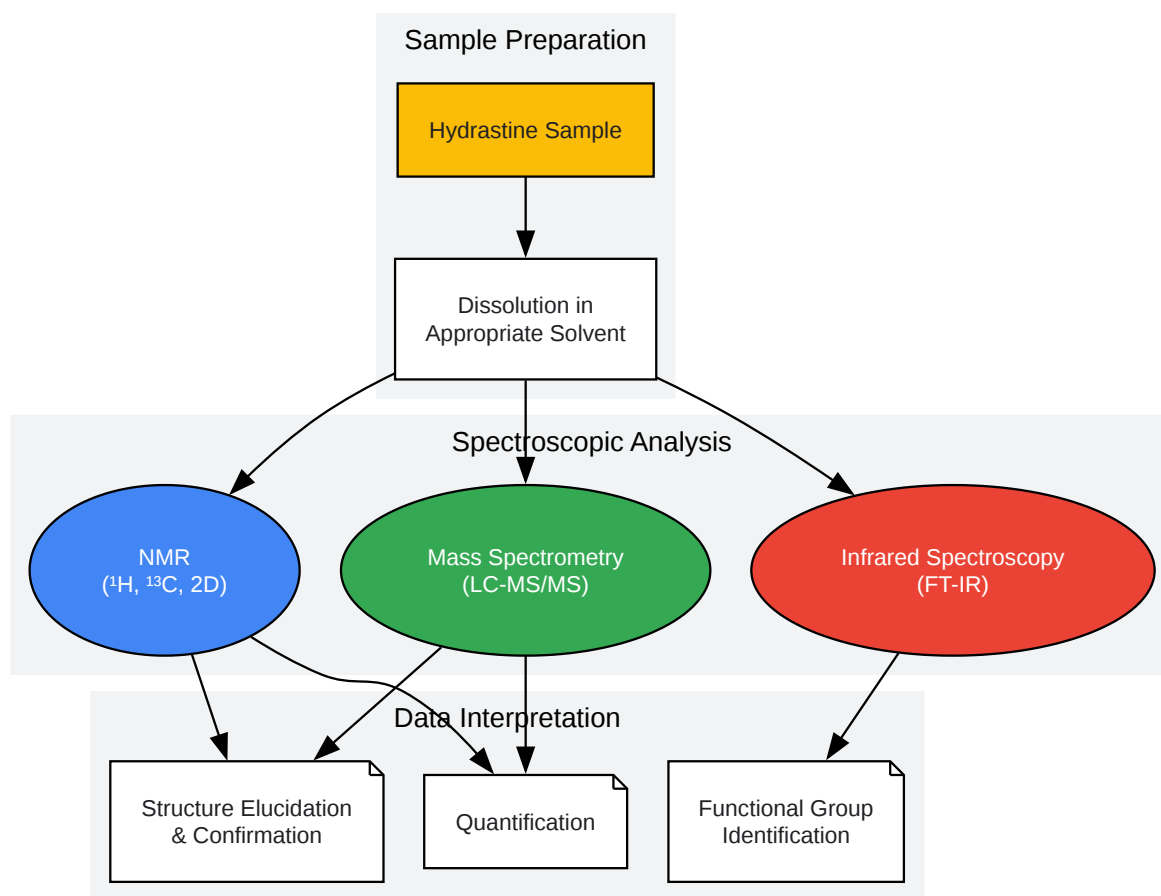 Sample Preparation
Hydrastine Sample
Dissolution in
Appropriate Solvent
Spectroscopic Analysis
NMR
(¹H, ¹³C, 2D)
Mass Spectrometry
(LC-MS/MS)
Infrared Spectroscopy
(FT-IR)
Data Interpretation
Structure Elucidation
& Confirmation
Quantification
Functional Group
Identification